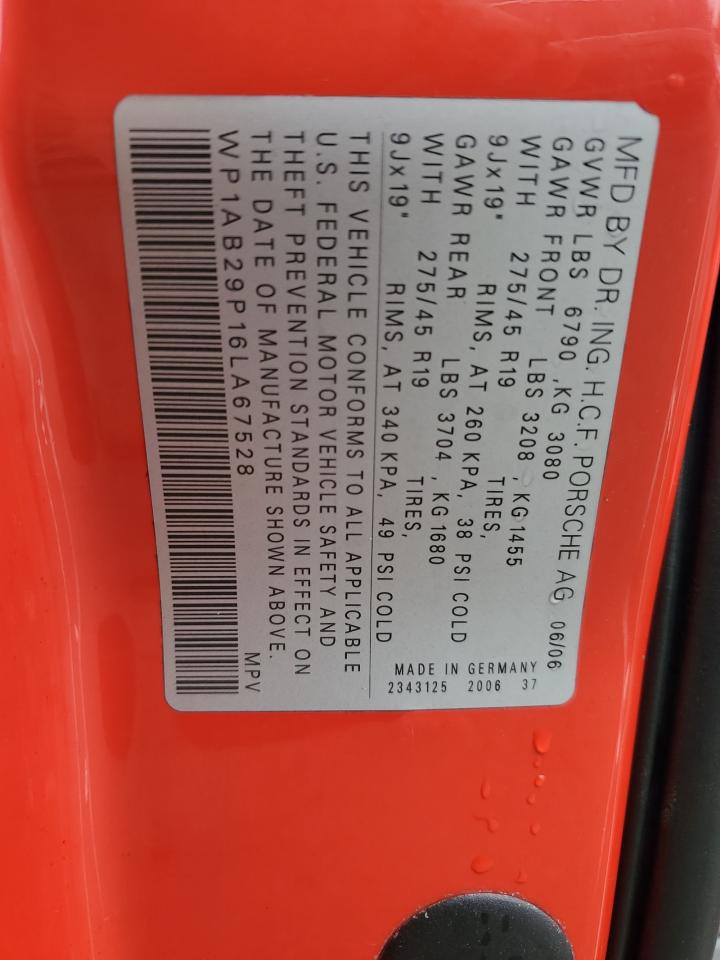 MFD BY DR. ING. H.C.F. PORSCHE AG 06/06
GVWR LBS 6790 , KG 3080
GAWR FRONT LBS 3208 , KG 1455
WITH 275/45 R19 TIRES,
9Jx19" RIMS, AT 260 KPA, 38 PSI COLD
GAWR REAR LBS 3704 , KG 1680
WITH 275/45 R19 TIRES,
9Jx19" RIMS, AT 340 KPA, 49 PSI COLD
MADE IN GERMANY
2343125 2006 37
THIS VEHICLE CONFORMS TO ALL APPLICABLE
U.S. FEDERAL MOTOR VEHICLE SAFETY AND
THEFT PREVENTION STANDARDS IN EFFECT ON
THE DATE OF MANUFACTURE SHOWN ABOVE.
WP1AB29P16LA67528 MPV